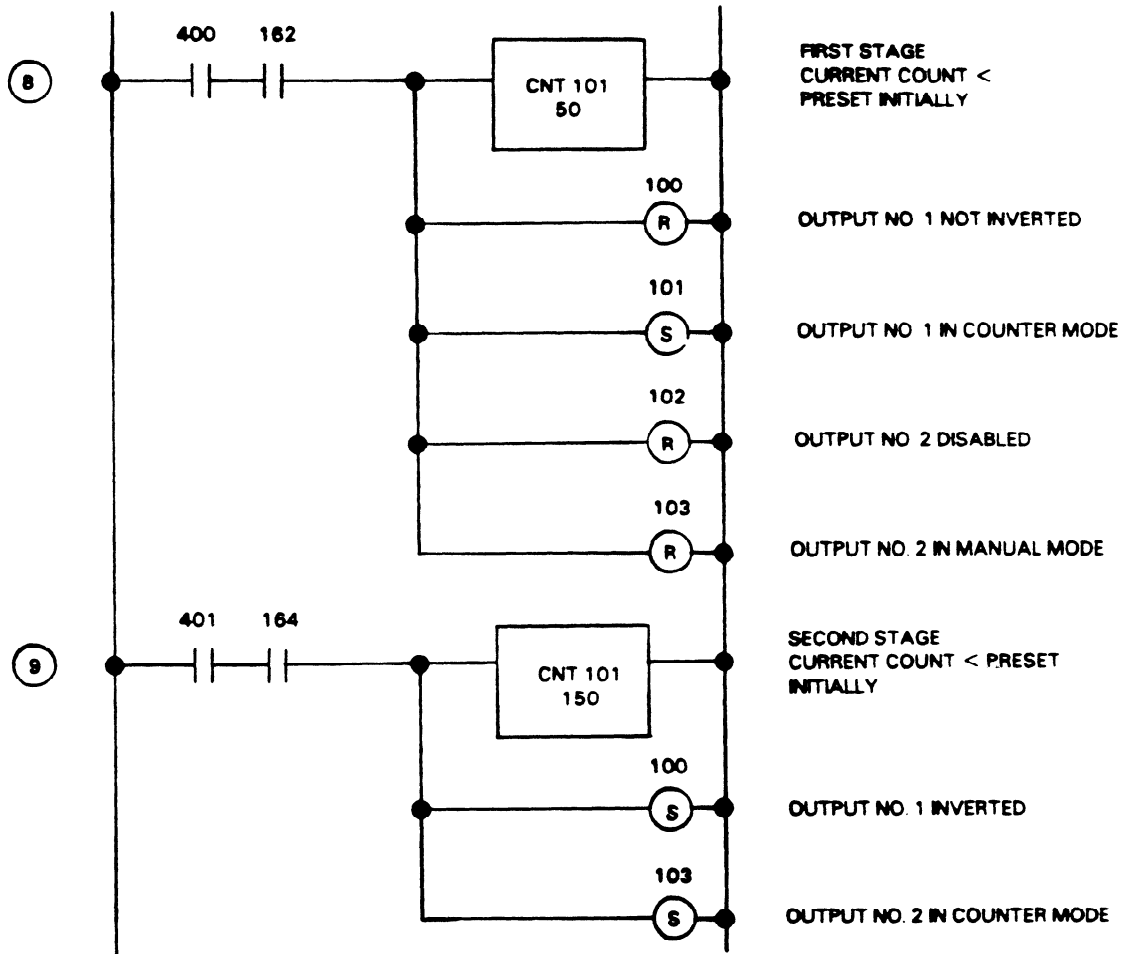 400 162
8
CNT 101
50
FIRST STAGE
CURRENT COUNT <
PRESET INITIALLY
100
R
OUTPUT NO 1 NOT INVERTED
101
S
OUTPUT NO 1 IN COUNTER MODE
102
R
OUTPUT NO 2 DISABLED
103
R
OUTPUT NO. 2 IN MANUAL MODE
401 164
9
CNT 101
150
SECOND STAGE
CURRENT COUNT < PRESET
INITIALLY
100
S
OUTPUT NO. 1 INVERTED
103
S
OUTPUT NO. 2 IN COUNTER MODE